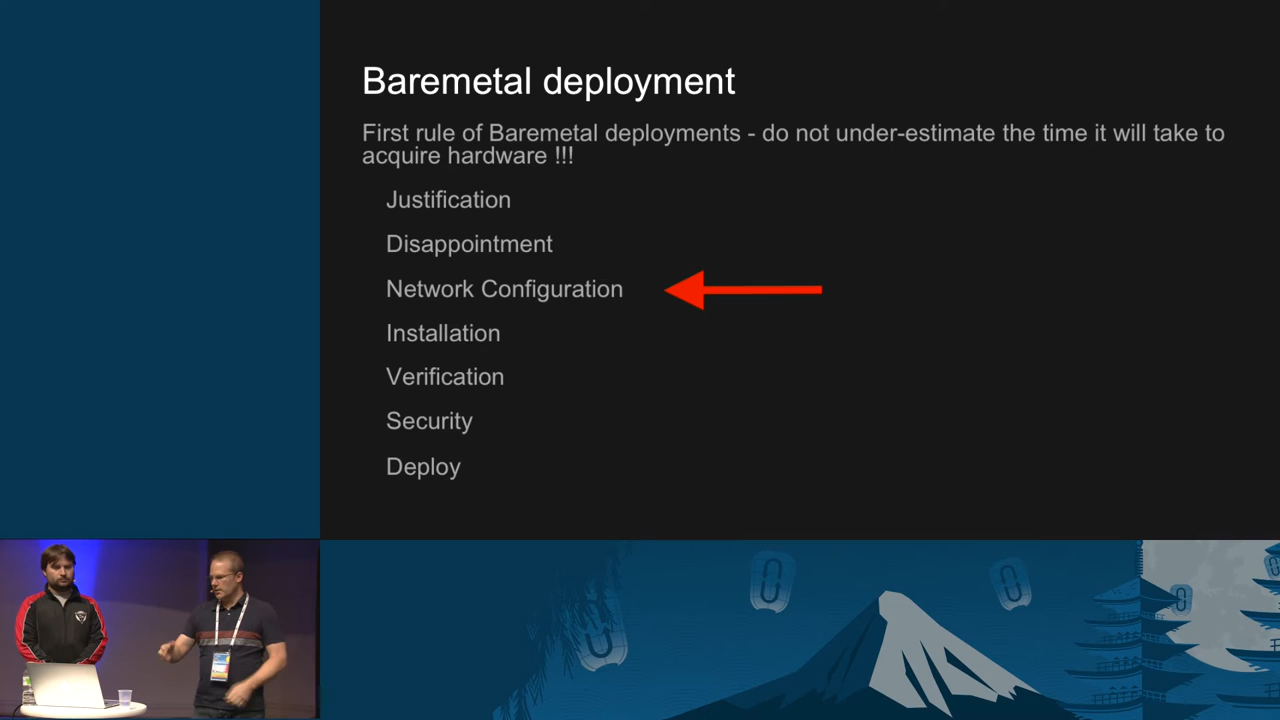 Baremetal deployment
First rule of Baremetal deployments - do not under-estimate the time it will take to
acquire hardware !!!
Justification
Disappointment
Network Configuration
Installation
Verification
Security
Deploy